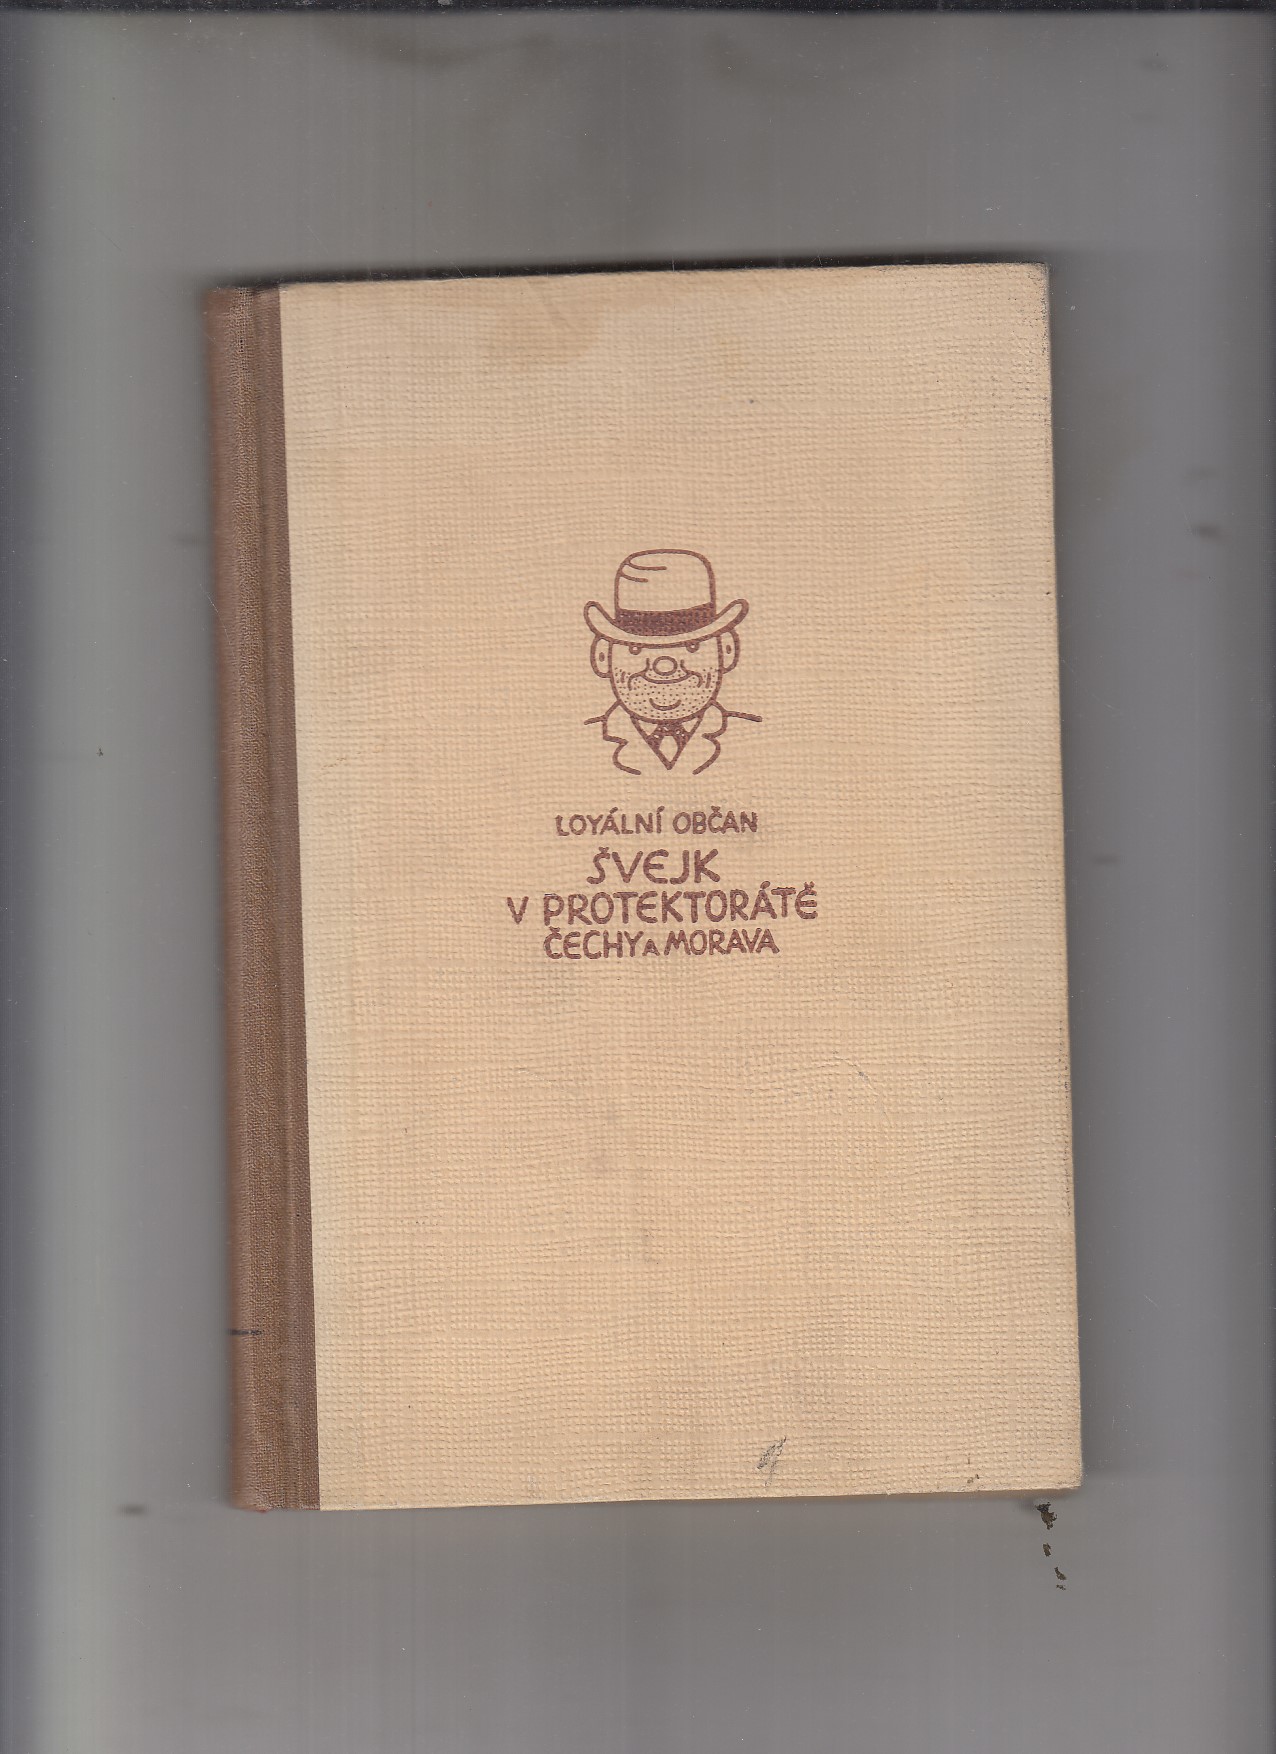 LOYÁLNÍ OBČAN
ŠVEJK
V PROTEKTORÁTĚ
ČECHY A MORAVA